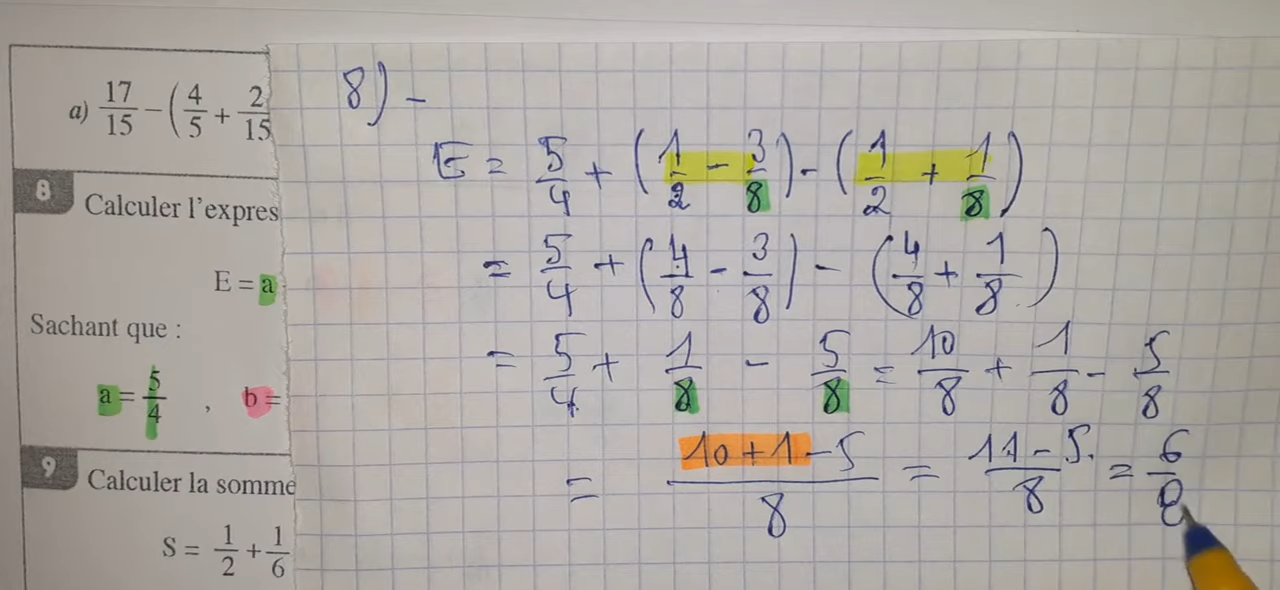 a) 17/15 − (4/5 + 2/15
8
Calculer l'expres
E = a
Sachant que :
a = 5/4 , b =
9
Calculer la somme
S = 1/2 + 1/6
8) -
E = 5/4 + (1/2 - 3/8) - (1/2 + 1/8)
= 5/4 + (4/8 - 3/8) - (4/8 + 1/8)
= 5/4 + 1/8 - 5/8 = 10/8 + 1/8 - 5/8
= (10+1-5)/8 = (11-5)/8 = 6/8